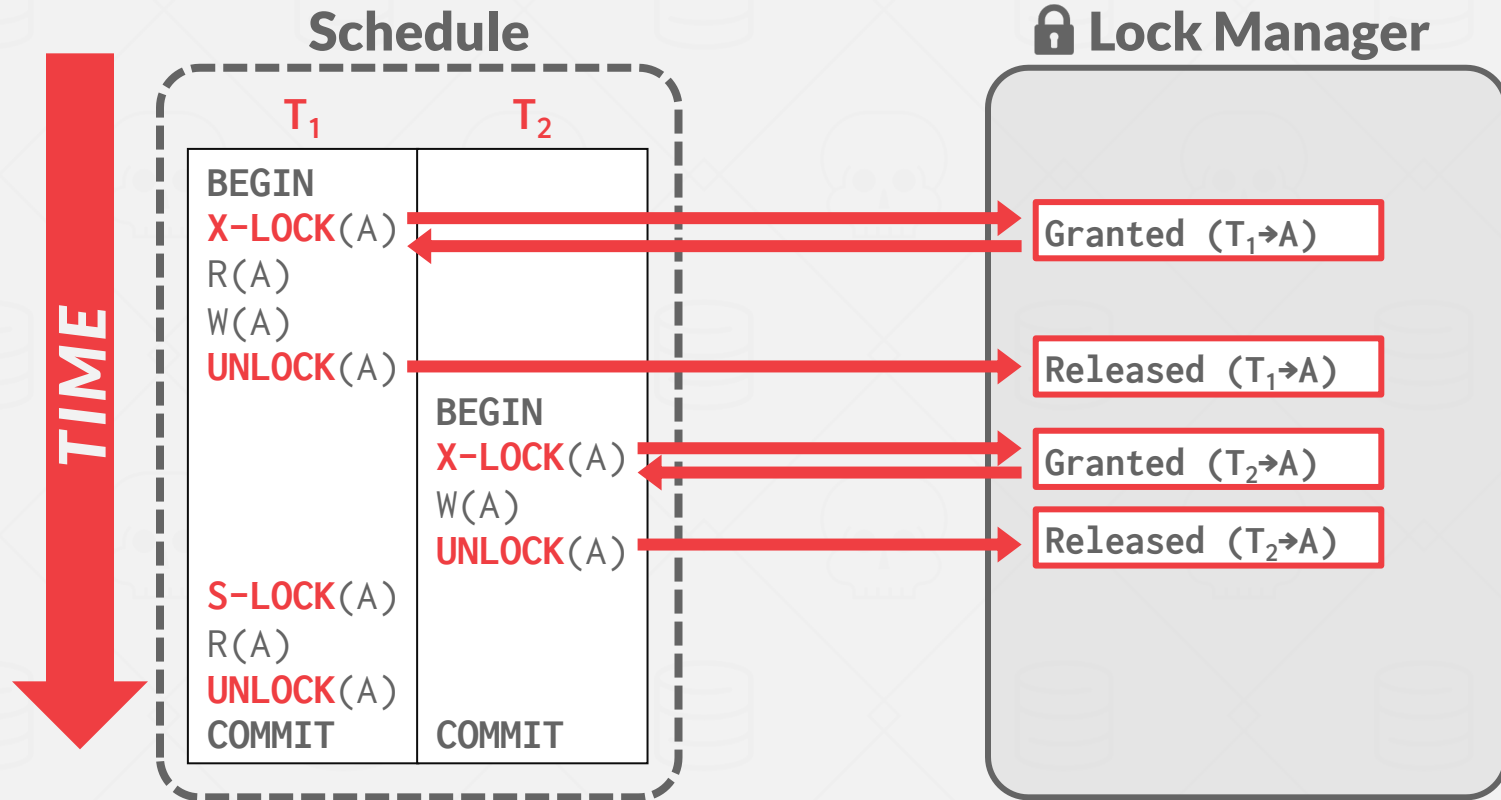 Schedule
Lock Manager
TIME
T₁ T₂
BEGIN
X-LOCK(A)
R(A)
W(A)
UNLOCK(A)
BEGIN
X-LOCK(A)
W(A)
UNLOCK(A)
S-LOCK(A)
R(A)
UNLOCK(A)
COMMIT COMMIT
Granted (T₁→A)
Released (T₁→A)
Granted (T₂→A)
Released (T₂→A)